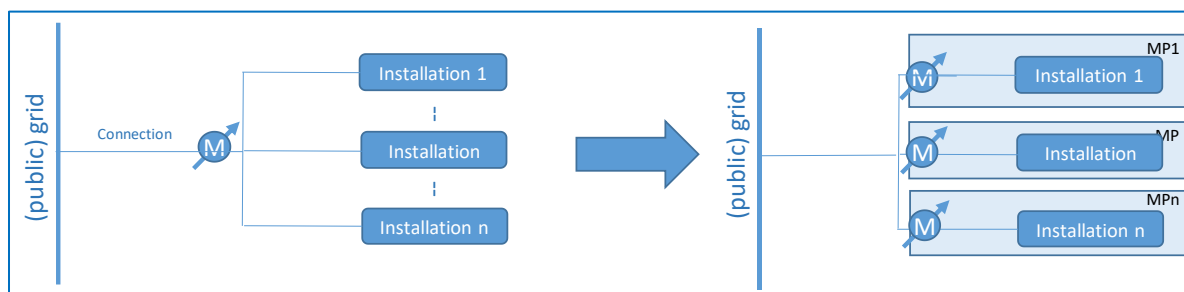 (public) grid
Connection
M
Installation 1
Installation
Installation n
(public) grid
MP1
M
Installation 1
MP
M
Installation
MPn
M
Installation n